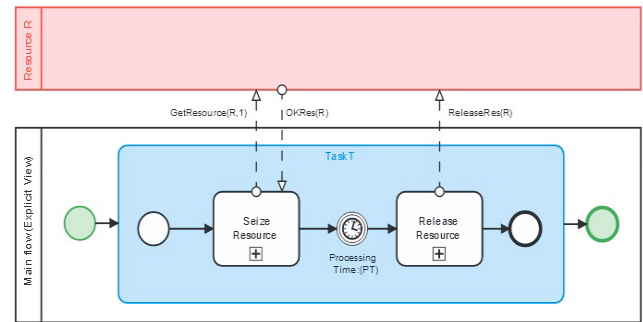 Resource R
GetResource(R,1)
OKRes(R)
ReleaseRes(R)
Main flow:(Explicit View)
TaskT
Seize
Resource
Processing
Time:(PT)
Release
Resource